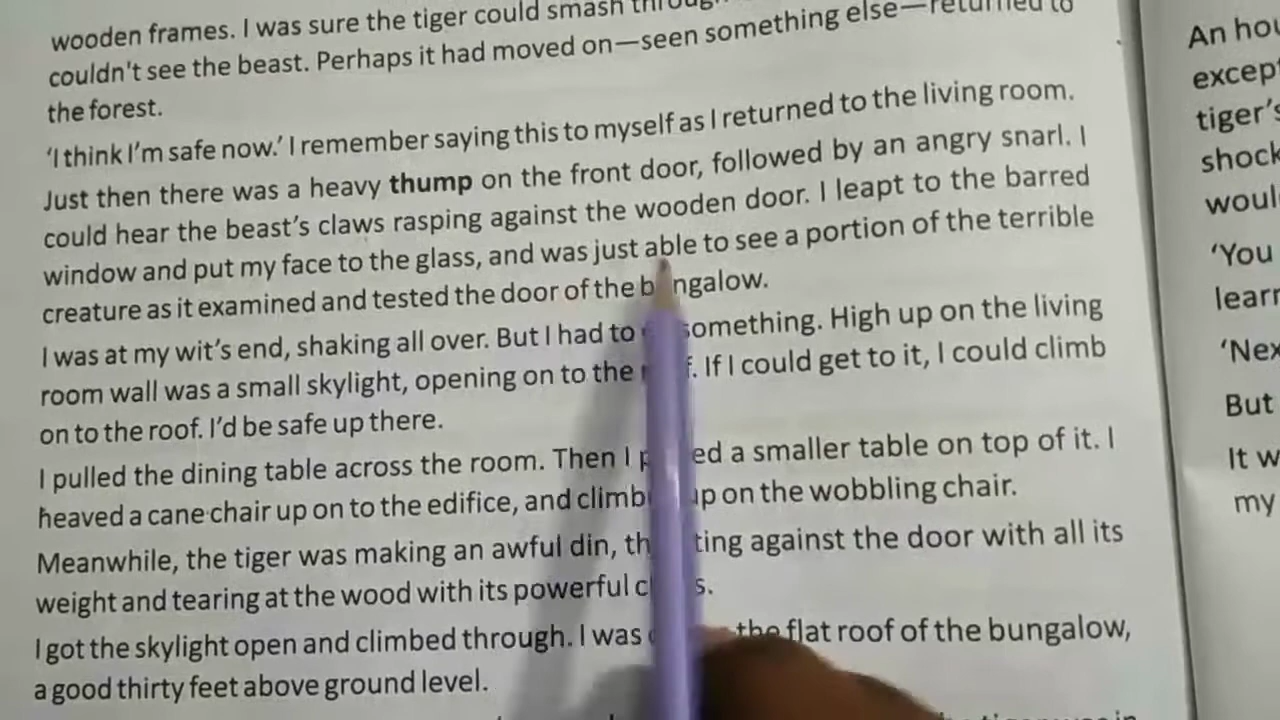 wooden frames. I was sure the tiger could smash
couldn't see the beast. Perhaps it had moved on—seen something else—returned to
the forest.
'I think I'm safe now.' I remember saying this to myself as I returned to the living room.
Just then there was a heavy thump on the front door, followed by an angry snarl. I
could hear the beast's claws rasping against the wooden door. I leapt to the barred
window and put my face to the glass, and was just able to see a portion of the terrible
creature as it examined and tested the door of the bungalow.
I was at my wit's end, shaking all over. But I had to something. High up on the living
room wall was a small skylight, opening on to the If I could get to it, I could climb
on to the roof. I'd be safe up there.
I pulled the dining table across the room. Then I a smaller table on top of it. I
heaved a cane chair up on to the edifice, and climbed up on the wobbling chair.
Meanwhile, the tiger was making an awful din, against the door with all its
weight and tearing at the wood with its powerful
I got the skylight open and climbed through. I was the flat roof of the bungalow,
a good thirty feet above ground level.
An
tiger's
'You
But
It
my